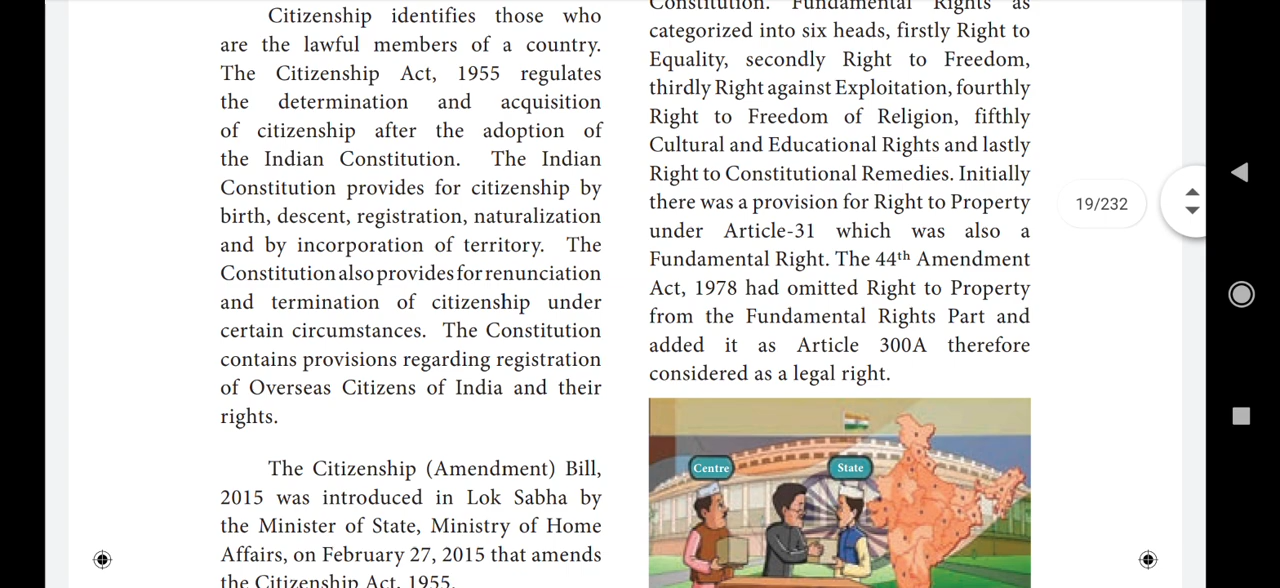 Citizenship identifies those who
are the lawful members of a country.
The Citizenship Act, 1955 regulates
the determination and acquisition
of citizenship after the adoption of
the Indian Constitution. The Indian
Constitution provides for citizenship by
birth, descent, registration, naturalization
and by incorporation of territory. The
Constitution also provides for renunciation
and termination of citizenship under
certain circumstances. The Constitution
contains provisions regarding registration
of Overseas Citizens of India and their
rights.
The Citizenship (Amendment) Bill,
2015 was introduced in Lok Sabha by
the Minister of State, Ministry of Home
Affairs, on February 27, 2015 that amends
the Citizenship Act, 1955.
Constitution. Fundamental Rights as
categorized into six heads, firstly Right to
Equality, secondly Right to Freedom,
thirdly Right against Exploitation, fourthly
Right to Freedom of Religion, fifthly
Cultural and Educational Rights and lastly
Right to Constitutional Remedies. Initially
there was a provision for Right to Property
under Article-31 which was also a
Fundamental Right. The 44th Amendment
Act, 1978 had omitted Right to Property
from the Fundamental Rights Part and
added it as Article 300A therefore
considered as a legal right.
Centre
State
19/232